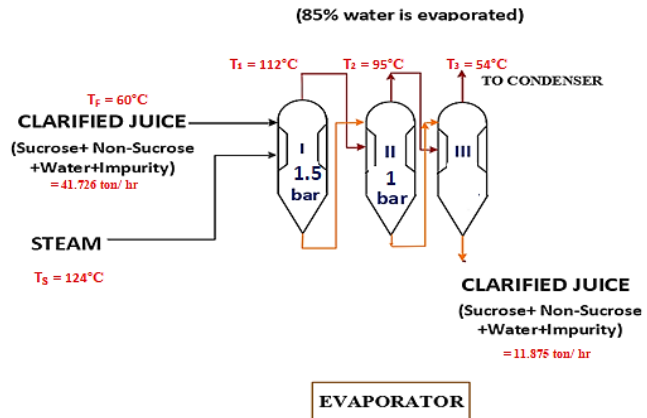 (85% water is evaporated)
T₁ = 112°C
T₂ = 95°C
T₃ = 54°C
TO CONDENSER
T_F = 60°C
CLARIFIED JUICE
(Sucrose+ Non-Sucrose
+Water+Impurity)
= 41.726 ton/ hr
I
1.5
bar
II
1
bar
III
STEAM
T_S = 124°C
CLARIFIED JUICE
(Sucrose+ Non-Sucrose
+Water+Impurity)
= 11.875 ton/ hr
EVAPORATOR